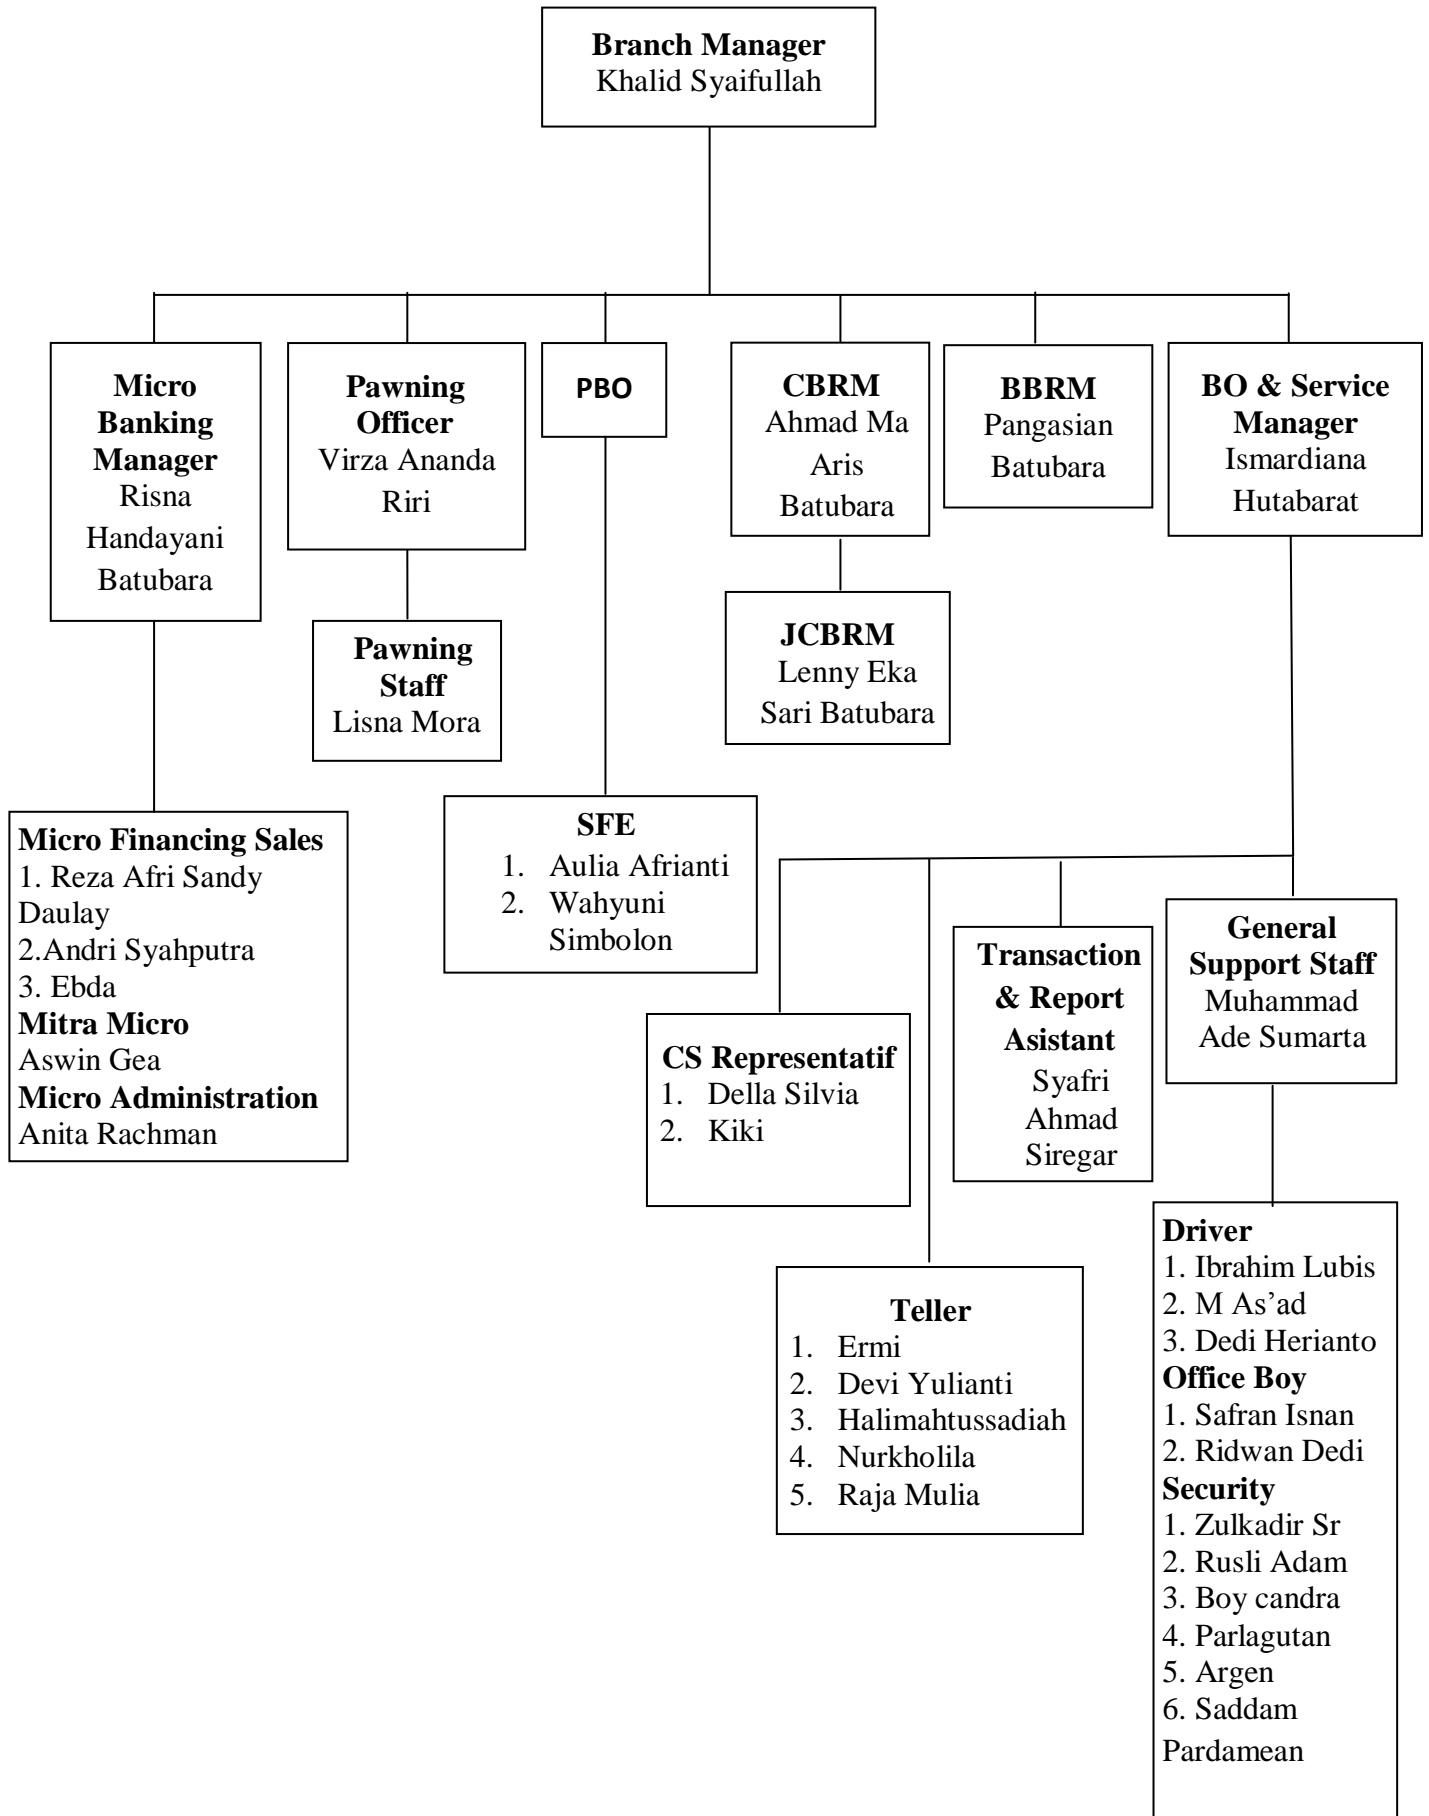 Branch Manager
Khalid Syaifullah
Micro
Banking
Manager
Risna
Handayani
Batubara
Pawning
Officer
Virza Ananda
Riri
PBO
CBRM
Ahmad Ma
Aris
Batubara
BBRM
Pangasian
Batubara
BO & Service
Manager
Ismardiana
Hutabarat
Pawning
Staff
Lisna Mora
JCBRM
Lenny Eka
Sari Batubara
Micro Financing Sales
1. Reza Afri Sandy
Daulay
2.Andri Syahputra
3. Ebda
Mitra Micro
Aswin Gea
Micro Administration
Anita Rachman
SFE
1. Aulia Afrianti
2. Wahyuni
Simbolon
CS Representatif
1. Della Silvia
2. Kiki
Transaction
& Report
Asistant
Syafri
Ahmad
Siregar
General
Support Staff
Muhammad
Ade Sumarta
Teller
1. Ermi
2. Devi Yulianti
3. Halimahtussadiah
4. Nurkholila
5. Raja Mulia
Driver
1. Ibrahim Lubis
2. M As’ad
3. Dedi Herianto
Office Boy
1. Safran Isnan
2. Ridwan Dedi
Security
1. Zulkadir Sr
2. Rusli Adam
3. Boy candra
4. Parlagutan
5. Argen
6. Saddam
Pardamean